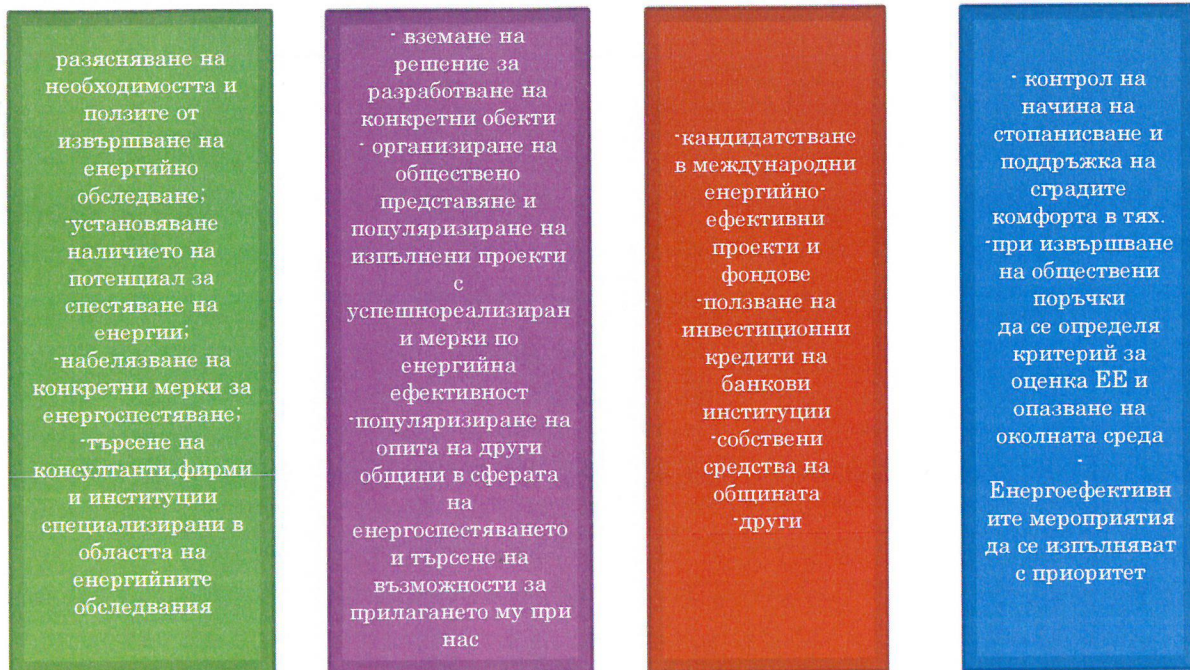 разясняване на
необходимостта и
ползите от
извършване на
енергийно
обследване;
-установяване
наличието на
потенциал за
спестяване на
енергии;
-набелязване на
конкретни мерки за
енергоспестяване;
-търсене на
консултанти,фирми
и институции
специализирани в
областта на
енергийните
обследвания
- вземане на
решение за
разработване на
конкретни обекти
- организиране на
обществено
представяне и
популяризиране на
изпълнени проекти
с
успешнореализиран
и мерки по
енергийна
ефективност
-популяризиране на
опита на други
общини в сферата
на
енергоспестяването
и търсене на
възможности за
прилагането му при
нас
-кандидатстване
в международни
енергийно-
ефективни
проекти и
фондове
-ползване на
инвестиционни
кредити на
банкови
институции
-собствени
средства на
общината
-други
- контрол на
начина на
стопанисване и
поддръжка на
сградите
комфорта в тях.
-при извършване
на обществени
поръчки
да се определя
критерий за
оценка ЕЕ и
опазване на
околната среда
-
Енергоефективн
ите мероприятия
да се изпълняват
с приоритет